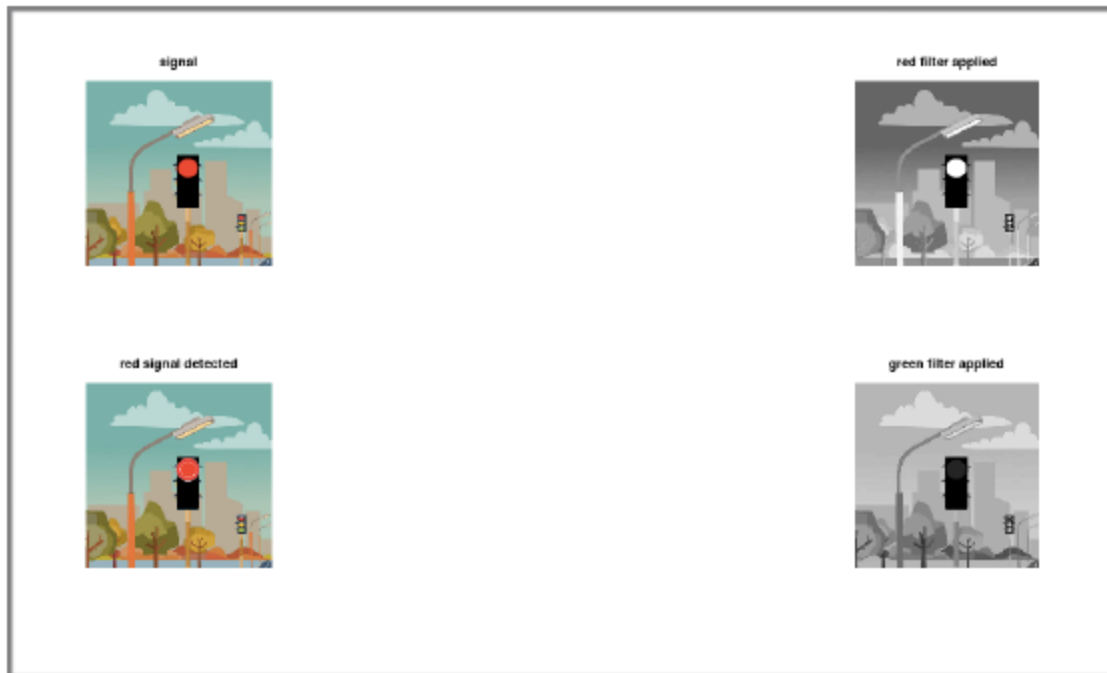 signal
red filter applied
red signal detected
green filter applied